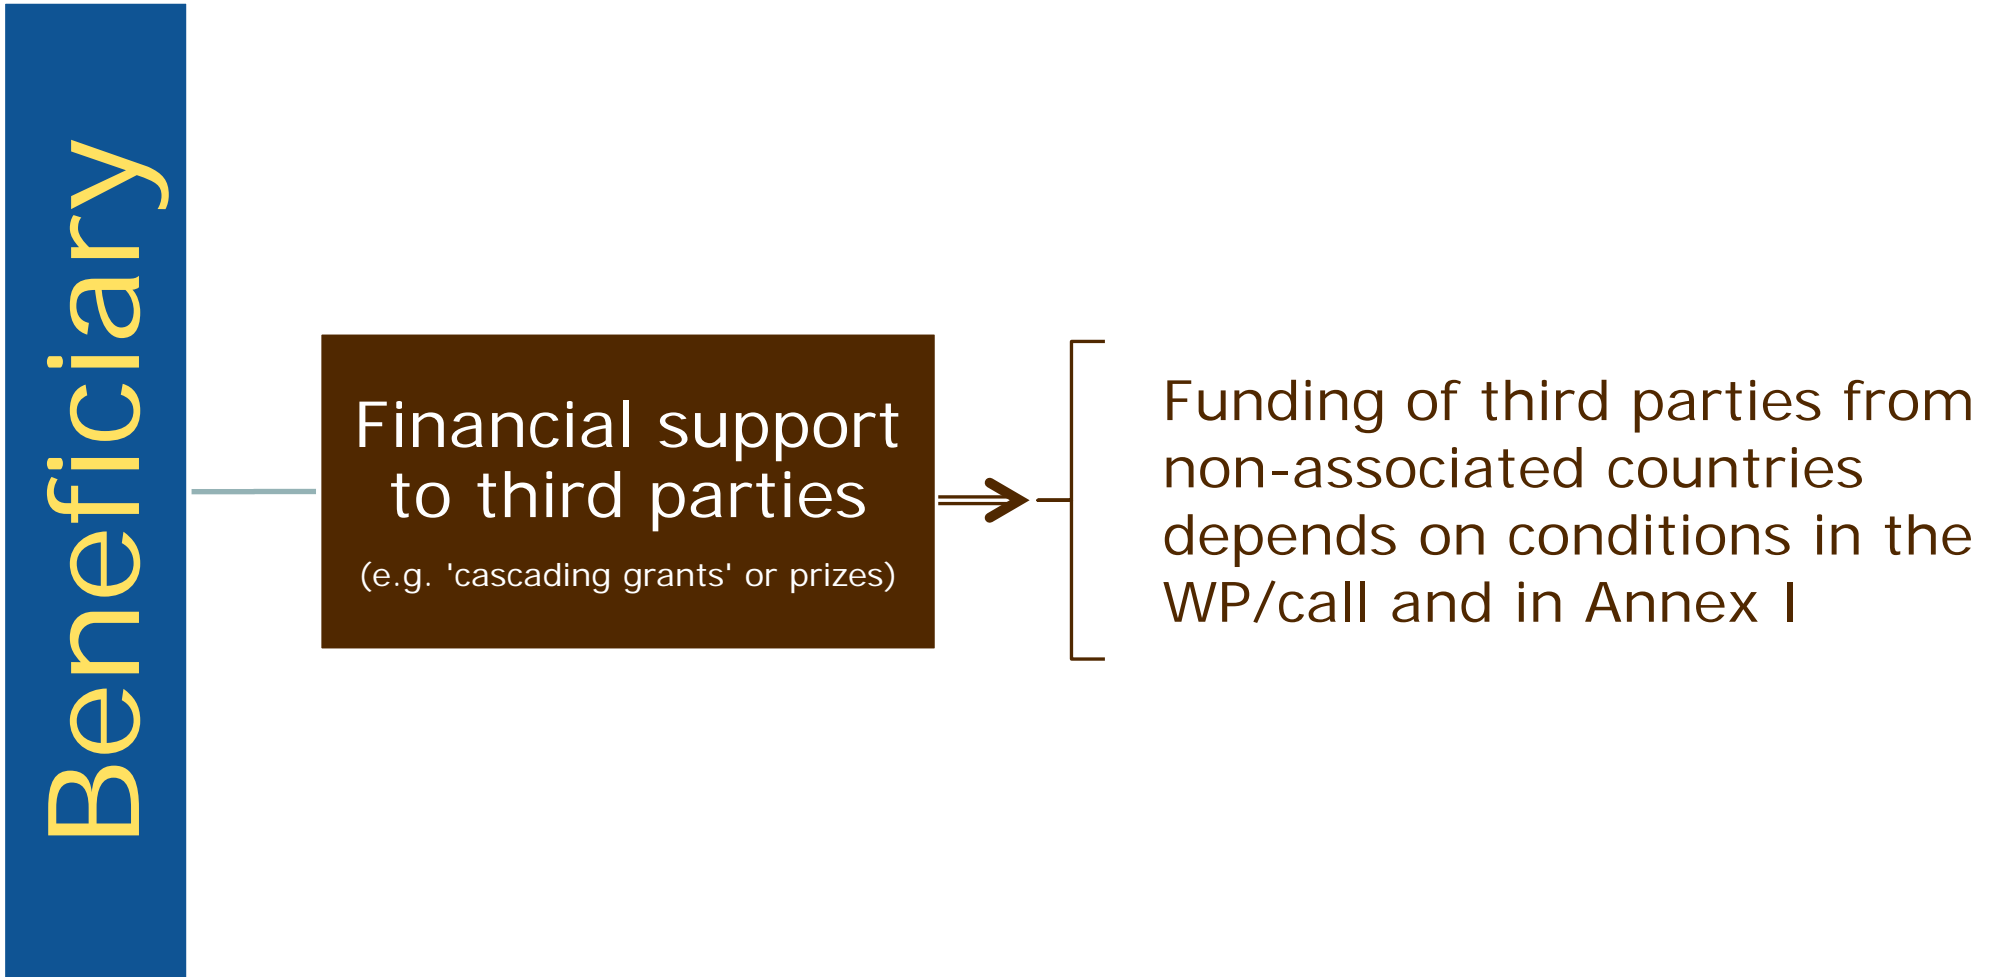 Beneficiary
Financial support
to third parties
(e.g. 'cascading grants' or prizes)
Funding of third parties from
non-associated countries
depends on conditions in the
WP/call and in Annex I